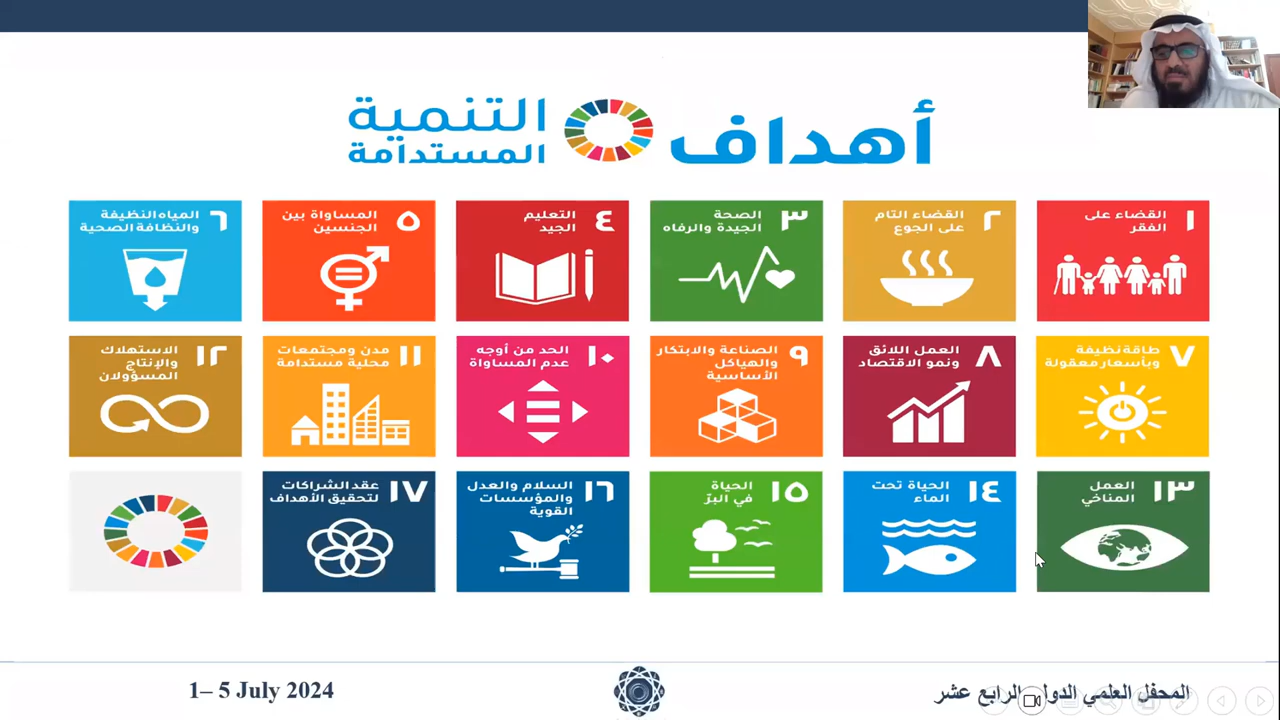 أهداف
التنمية
المستدامة
١
القضاء على
الفقر
٢
القضاء التام
على الجوع
٣
الصحة
الجيدة والرفاه
٤
التعليم
الجيد
٥
المساواة بين
الجنسين
٦
المياه النظيفة
والنظافة الصحية
٧
طاقة نظيفة
وبأسعار معقولة
٨
العمل اللائق
ونمو الاقتصاد
٩
الصناعة والابتكار
والهياكل
الأساسية
١٠
الحد من أوجه
عدم المساواة
١١
مدن ومجتمعات
محلية مستدامة
١٢
الاستهلاك
والإنتاج
المسؤولان
١٣
العمل
المناخي
١٤
الحياة تحت
الماء
١٥
الحياة
في البرّ
١٦
السلام والعدل
والمؤسسات
القوية
١٧
عقد الشراكات
لتحقيق الأهداف
المحفل العلمي الرابع عشر
1– 5 July 2024